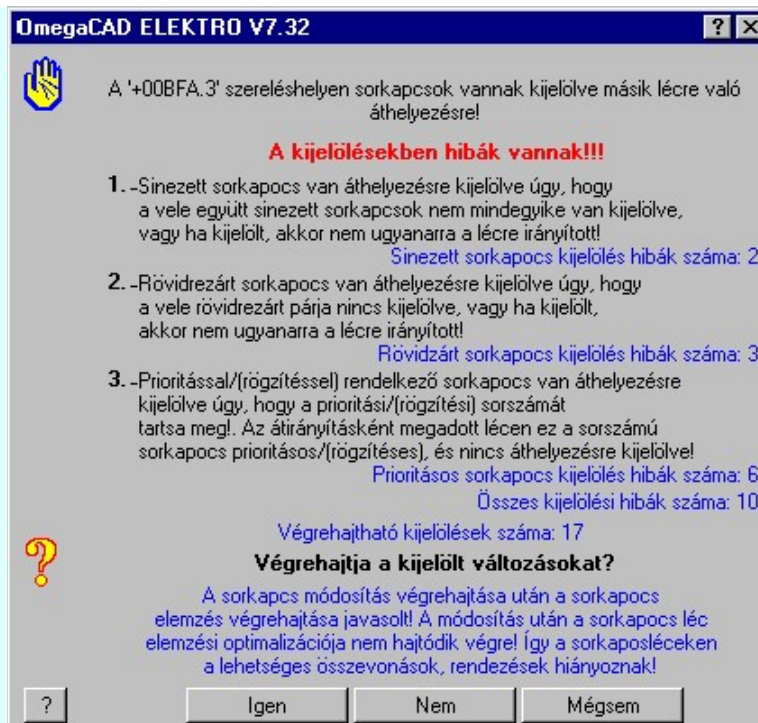 OmegaCAD ELEKTRO V7.32
A '+00BFA.3' szereléshelyen sorkapcsok vannak kijelölve másik lécre való
áthelyezésre!
A kijelölésekben hibák vannak!!!
1. -Sinezett sorkapocs van áthelyezésre kijelölve úgy, hogy
a vele együtt sinezett sorkapcsok nem mindegyike van kijelölve,
vagy ha kijelölt, akkor nem ugyanarra a lécre irányított!
Sinezett sorkapocs kijelölés hibák száma: 2
2. -Rövidrezárt sorkapocs van áthelyezésre kijelölve úgy, hogy
a vele rövidrezárt párja nincs kijelölve, vagy ha kijelölt,
akkor nem ugyanarra a lécre irányított!
Rövidzárt sorkapocs kijelölés hibák száma: 3
3. -Prioritással/(rögzítéssel) rendelkező sorkapocs van áthelyezésre
kijelölve úgy, hogy a prioritási/(rögzítési) sorszámát
tartsa meg!. Az átirányításként megadott lécen ez a sorszámú
sorkapocs prioritásos/(rögzítéses), és nincs áthelyezésre kijelölve!
Prioritásos sorkapocs kijelölés hibák száma: 6
Összes kijelölési hibák száma: 10
Végrehajtható kijelölések száma: 17
Végrehajtja a kijelölt változásokat?
A sorkapcs módosítás végrehajtása után a sorkapocs
elemzés végrehajtása javasolt! A módosítás után a sorkapocs léc
elemzési optimalizációja nem hajtódik végre! Így a sorkaposléceken
a lehetséges összevonások, rendezések hiányoznak!
? Igen Nem Mégsem